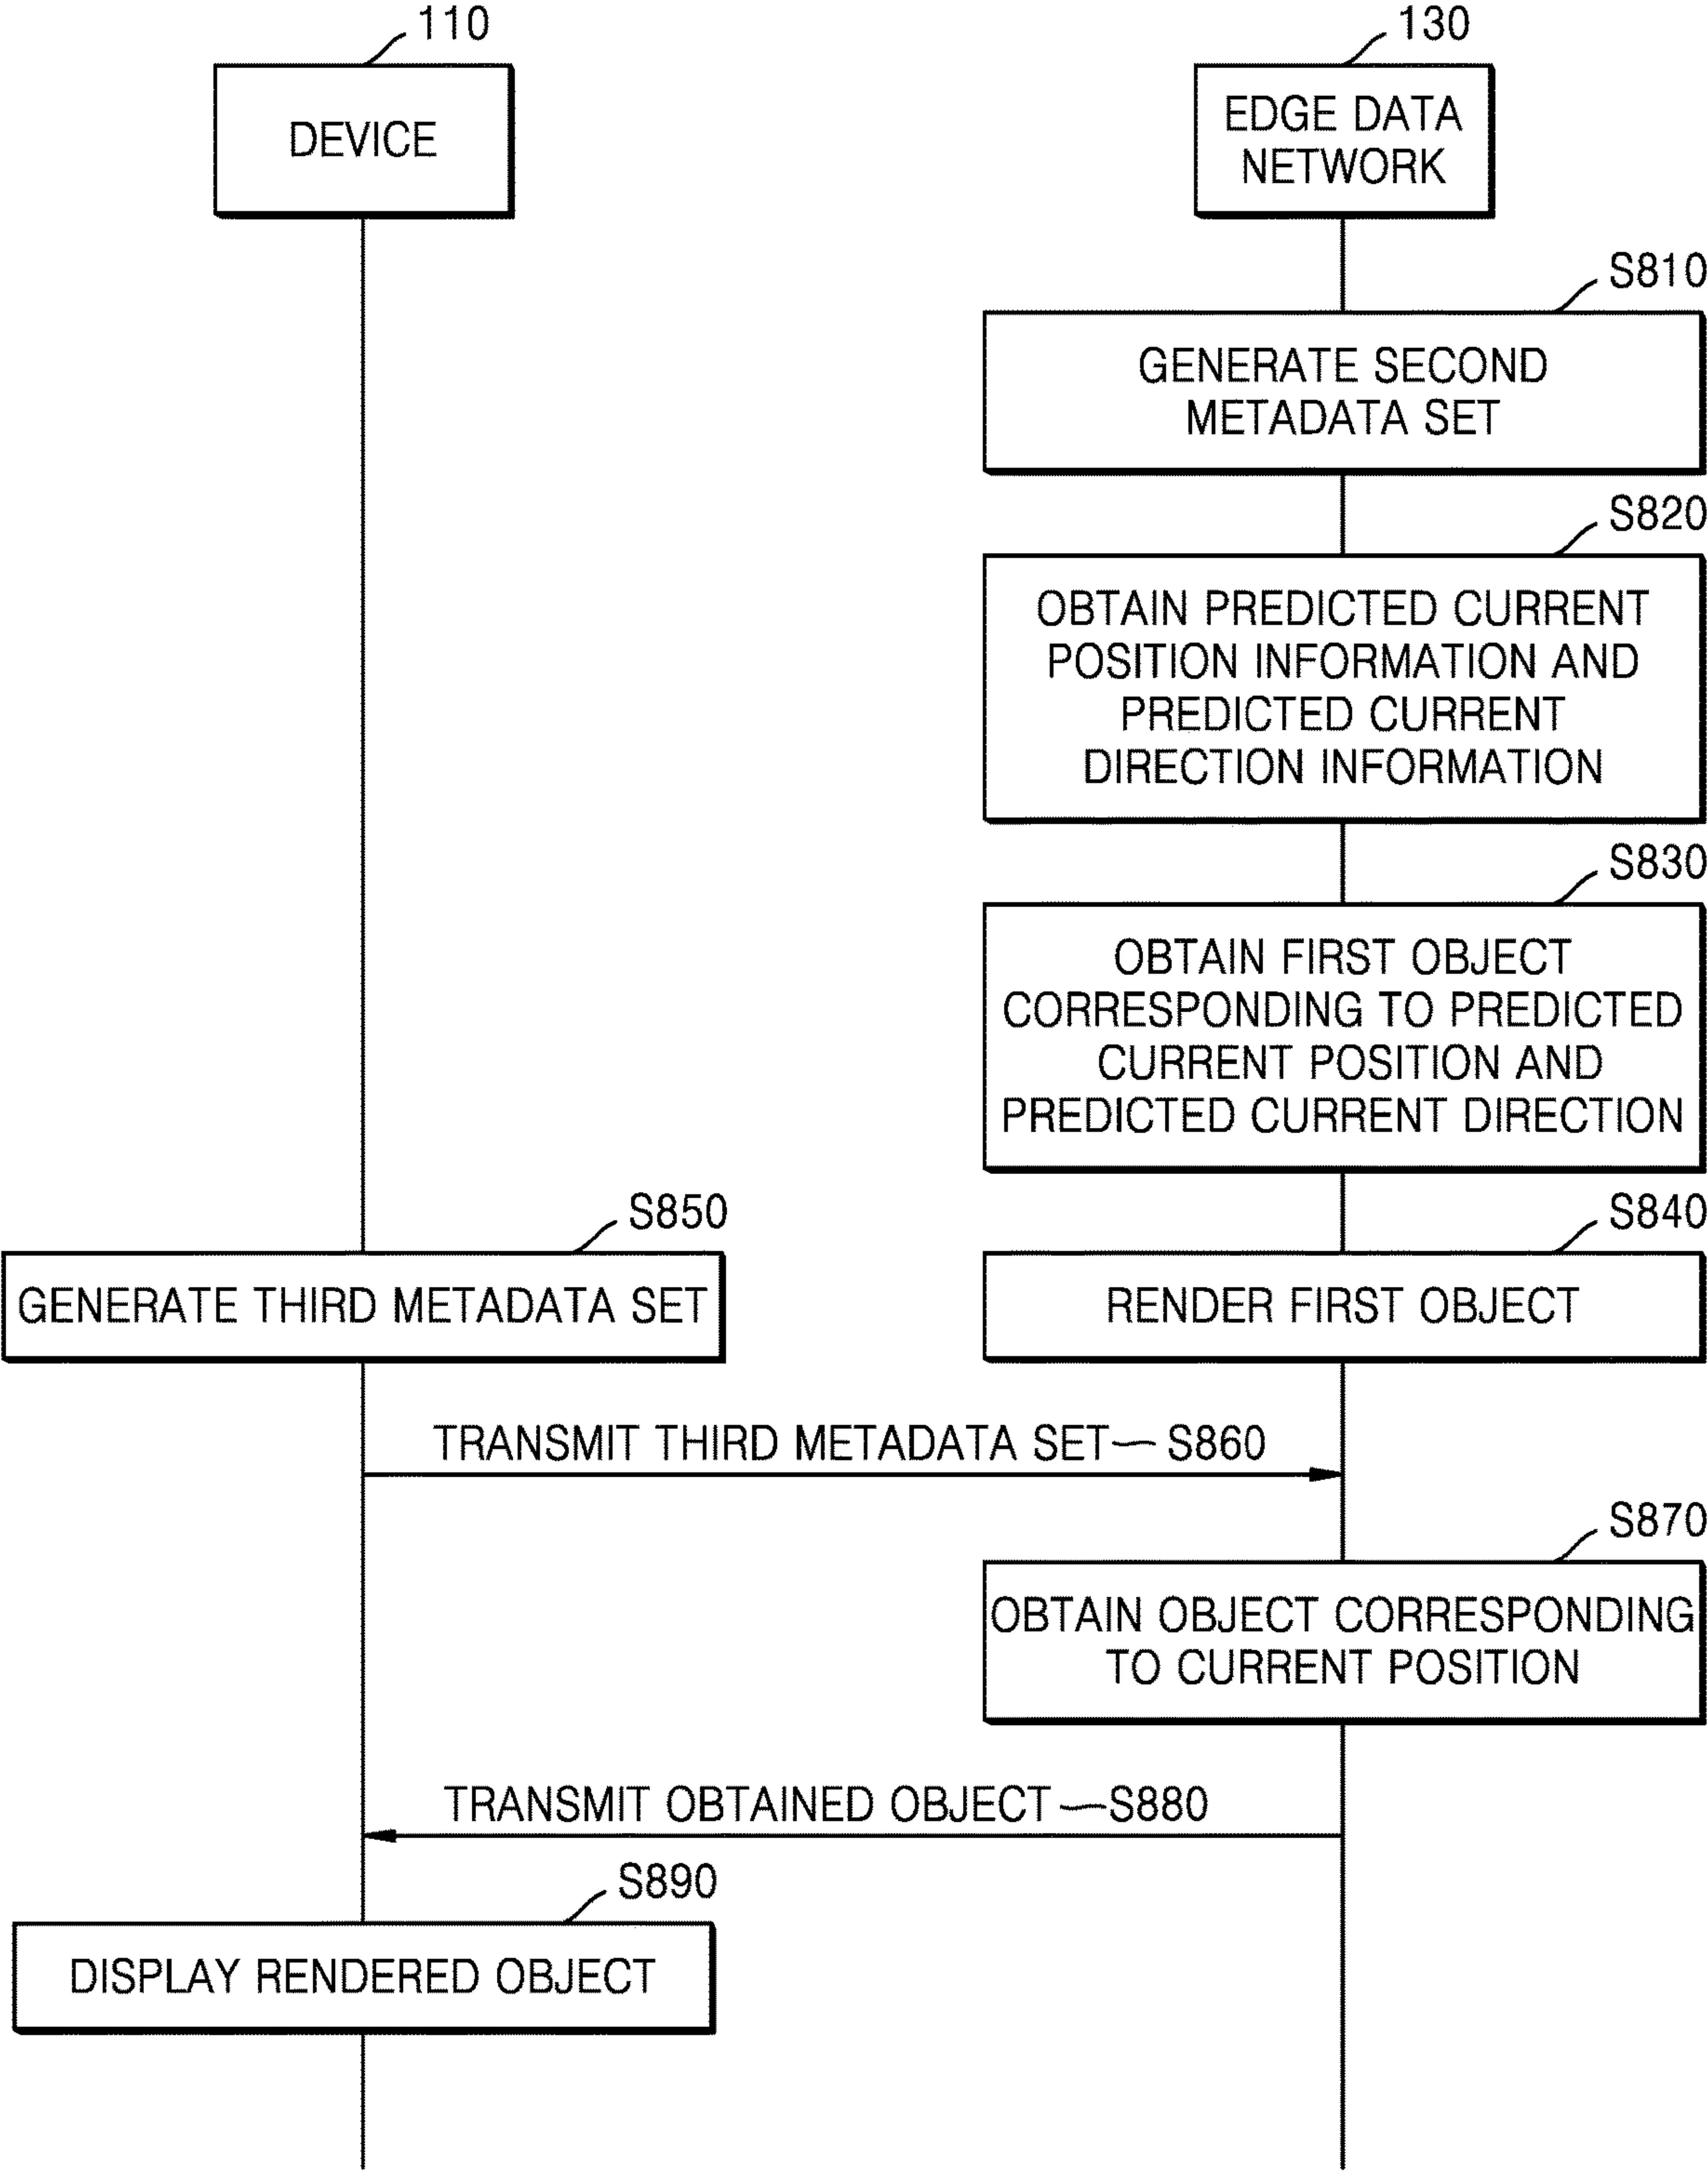 110
130
DEVICE
EDGE DATA
NETWORK
S810
GENERATE SECOND
METADATA SET
S820
OBTAIN PREDICTED CURRENT
POSITION INFORMATION AND
PREDICTED CURRENT
DIRECTION INFORMATION
S830
OBTAIN FIRST OBJECT
CORRESPONDING TO PREDICTED
CURRENT POSITION AND
PREDICTED CURRENT DIRECTION
S850
GENERATE THIRD METADATA SET
S840
RENDER FIRST OBJECT
TRANSMIT THIRD METADATA SET S860
S870
OBTAIN OBJECT CORRESPONDING
TO CURRENT POSITION
TRANSMIT OBTAINED OBJECT S880
S890
DISPLAY RENDERED OBJECT